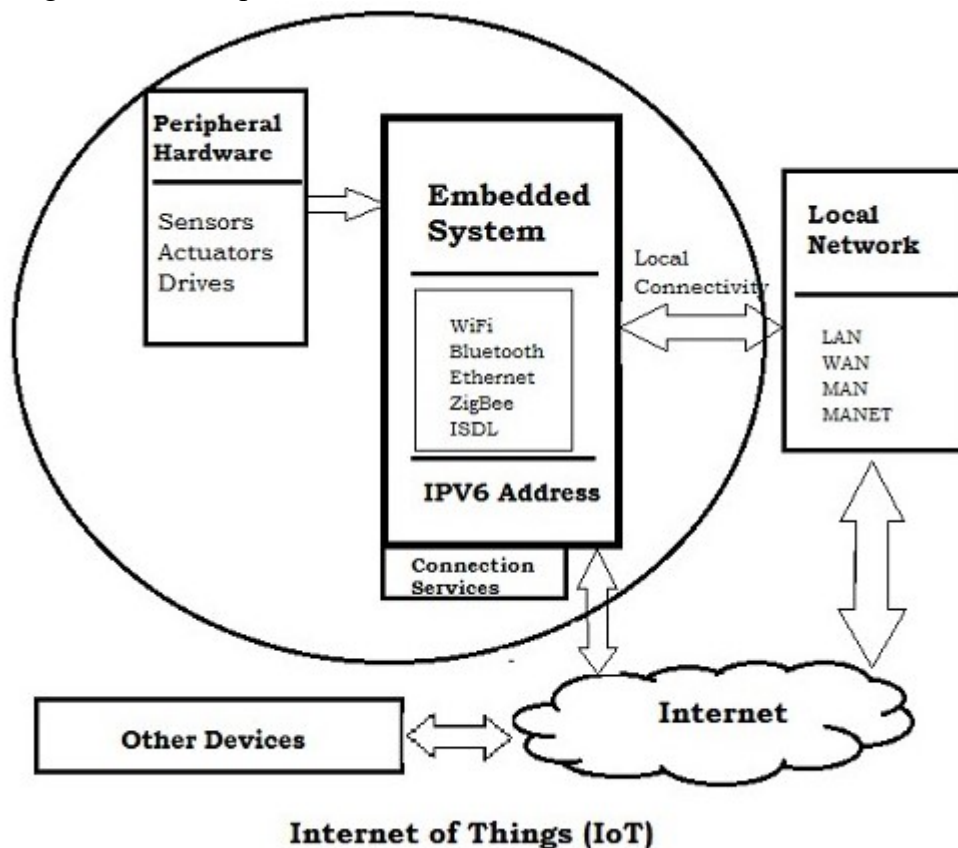 Peripheral
Hardware
Sensors
Actuators
Drives
Embedded
System
WiFi
Bluetooth
Ethernet
ZigBee
ISDL
IPV6 Address
Connection
Services
Local
Connectivity
Local
Network
LAN
WAN
MAN
MANET
Internet
Other Devices
Internet of Things (IoT)